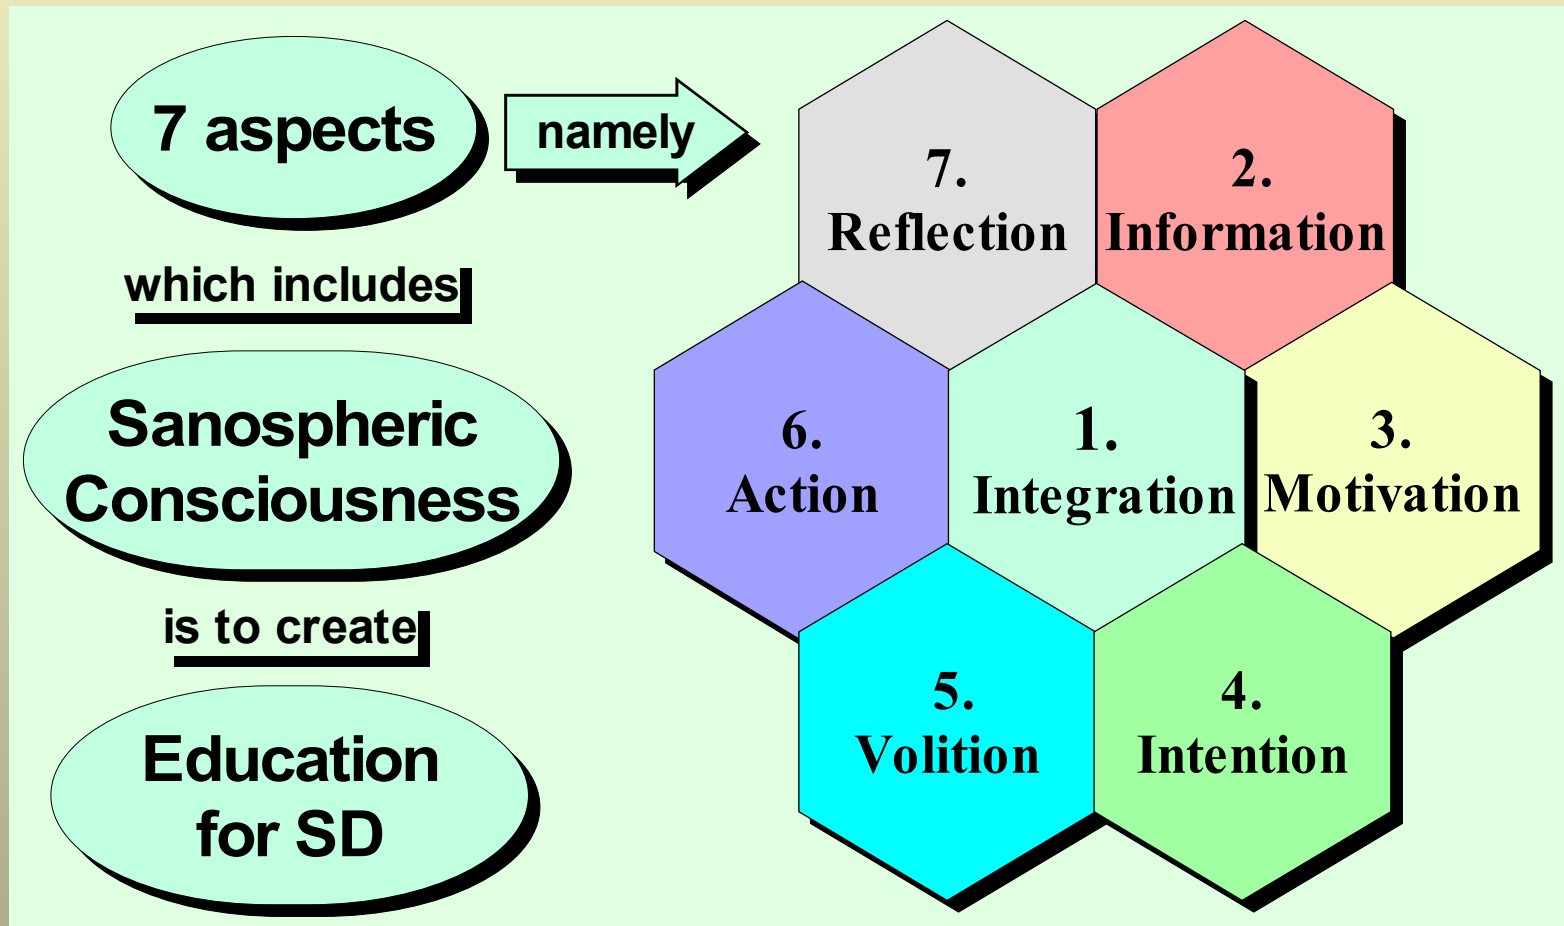 7 aspects
namely
which includes
Sanospheric
Consciousness
is to create
Education
for SD
7.
Reflection
2.
Information
6.
Action
1.
Integration
3.
Motivation
5.
Volition
4.
Intention